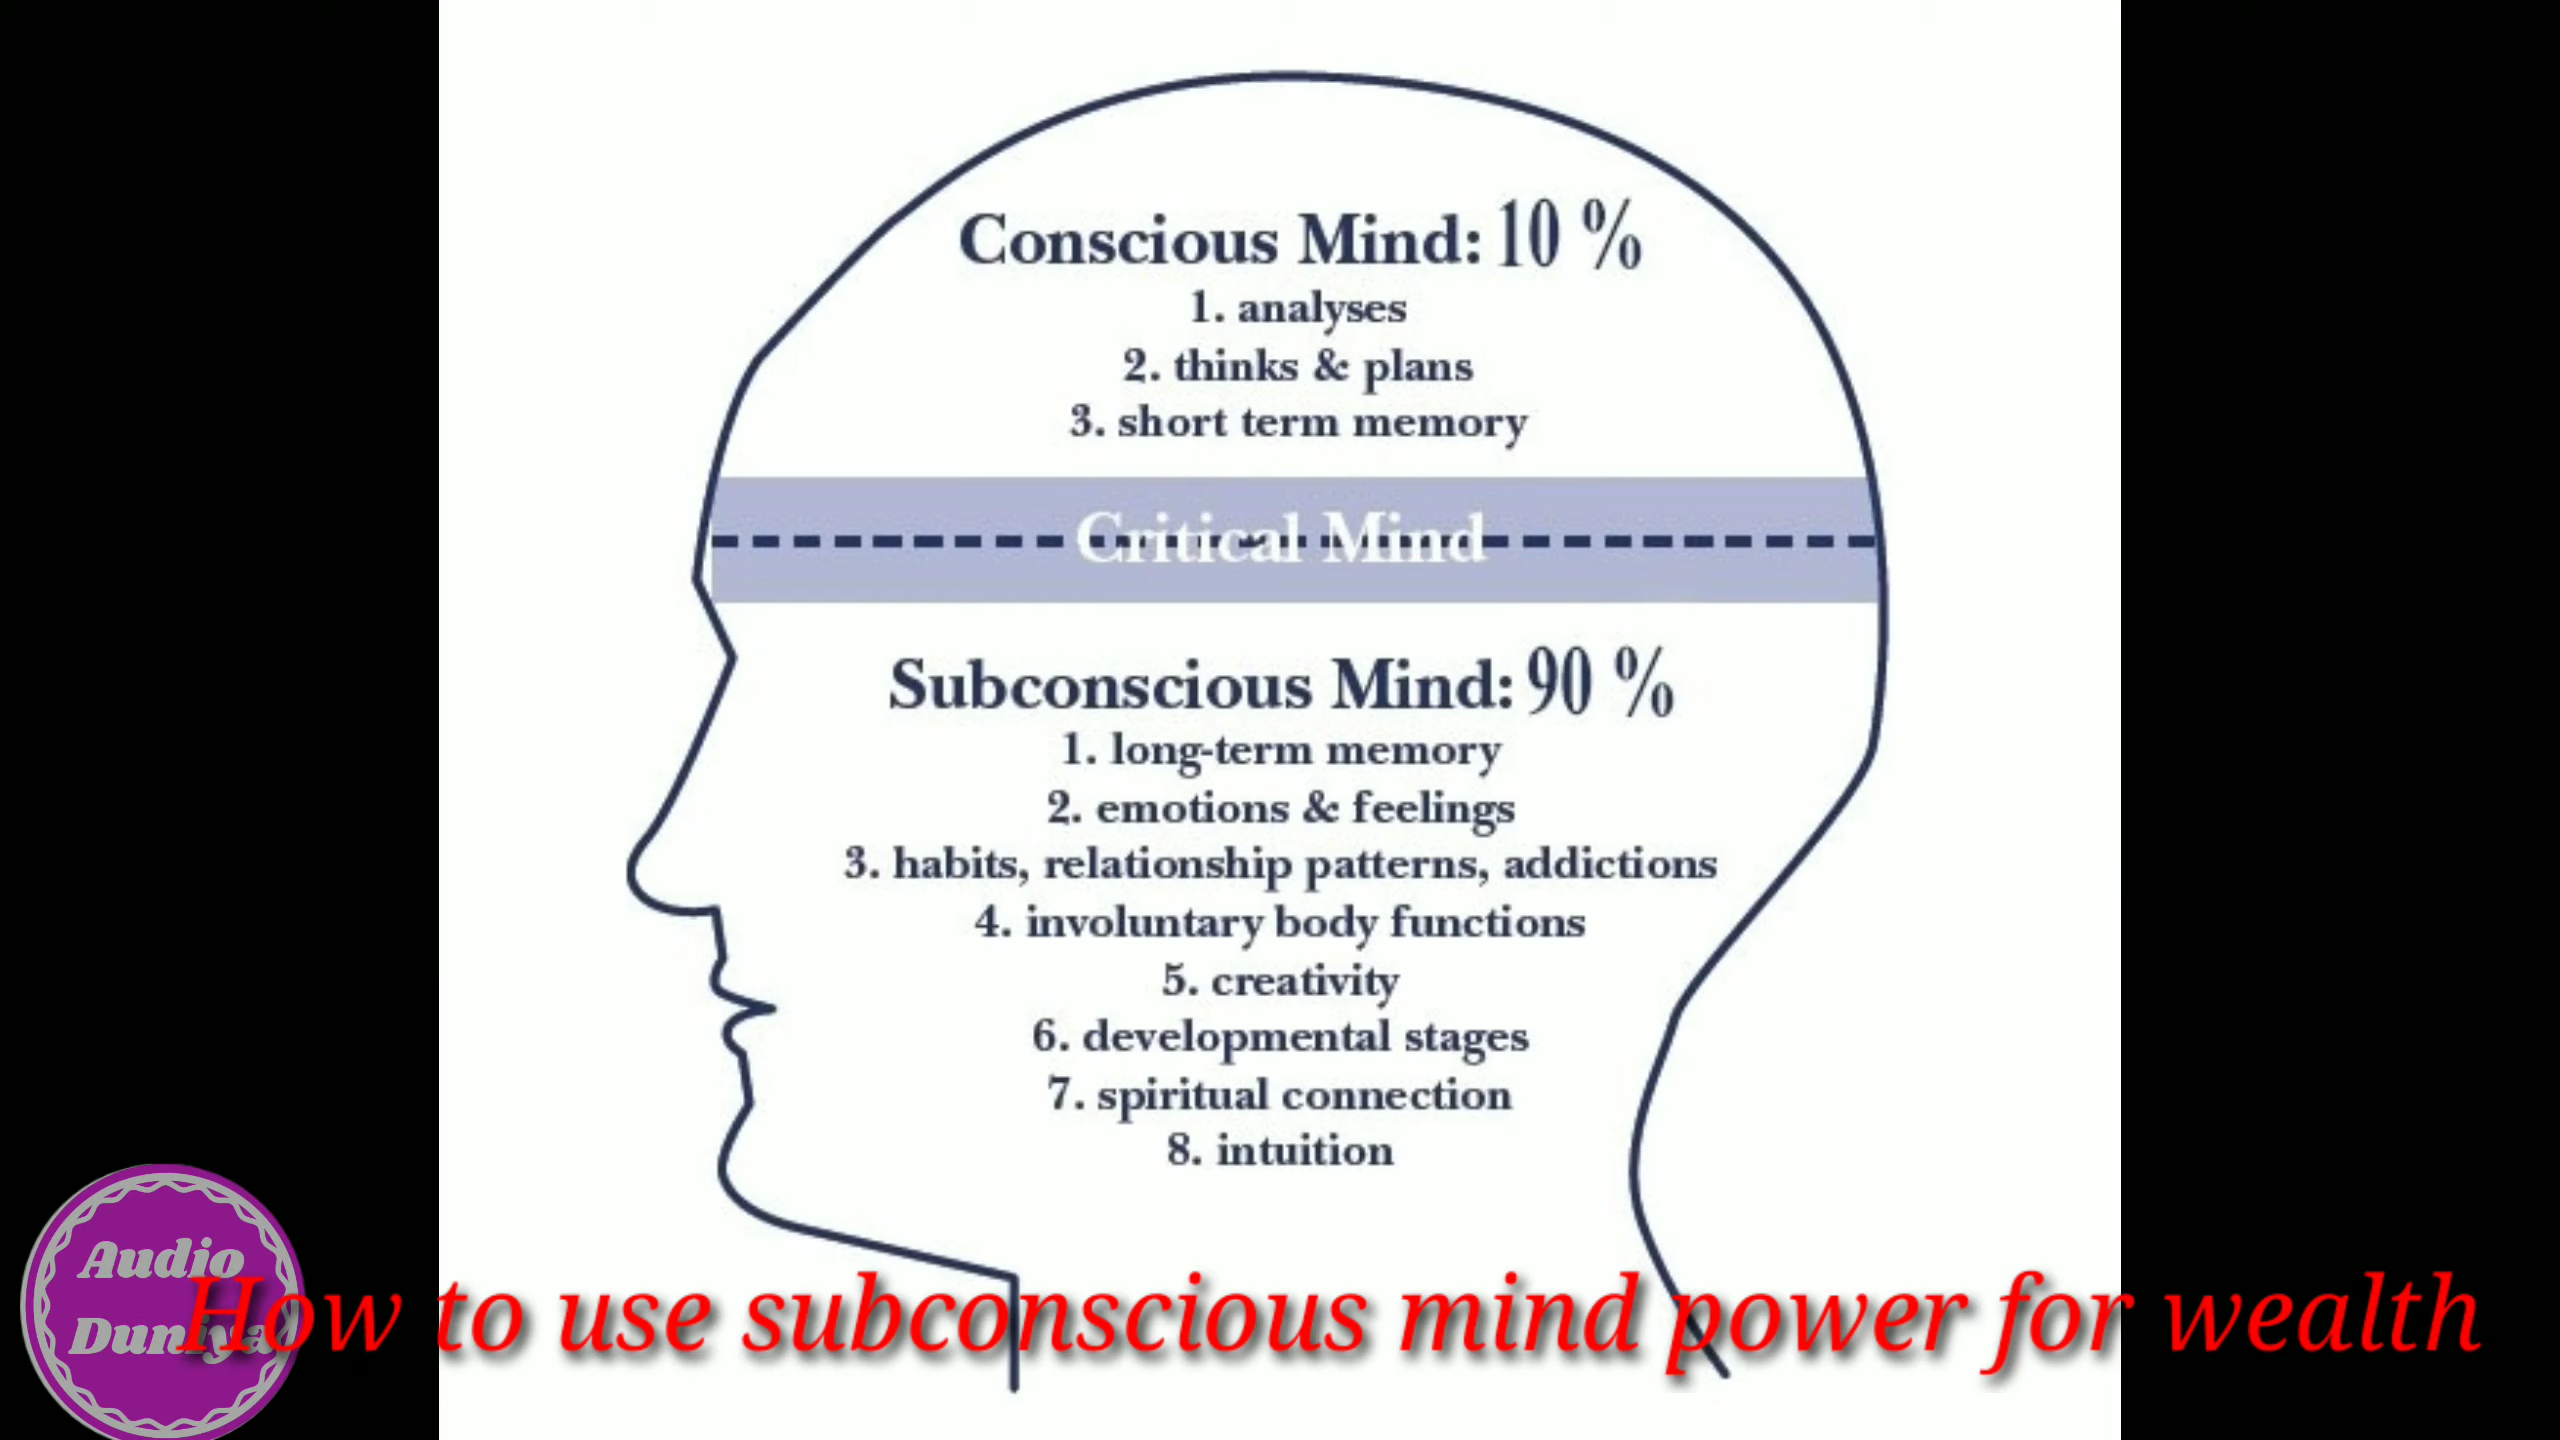 Conscious Mind: 10 %
1. analyses
2. thinks & plans
3. short term memory
Critical Mind
Subconscious Mind: 90 %
1. long-term memory
2. emotions & feelings
3. habits, relationship patterns, addictions
4. involuntary body functions
5. creativity
6. developmental stages
7. spiritual connection
8. intuition
Audio
Duniya
How to use subconscious mind power for wealth